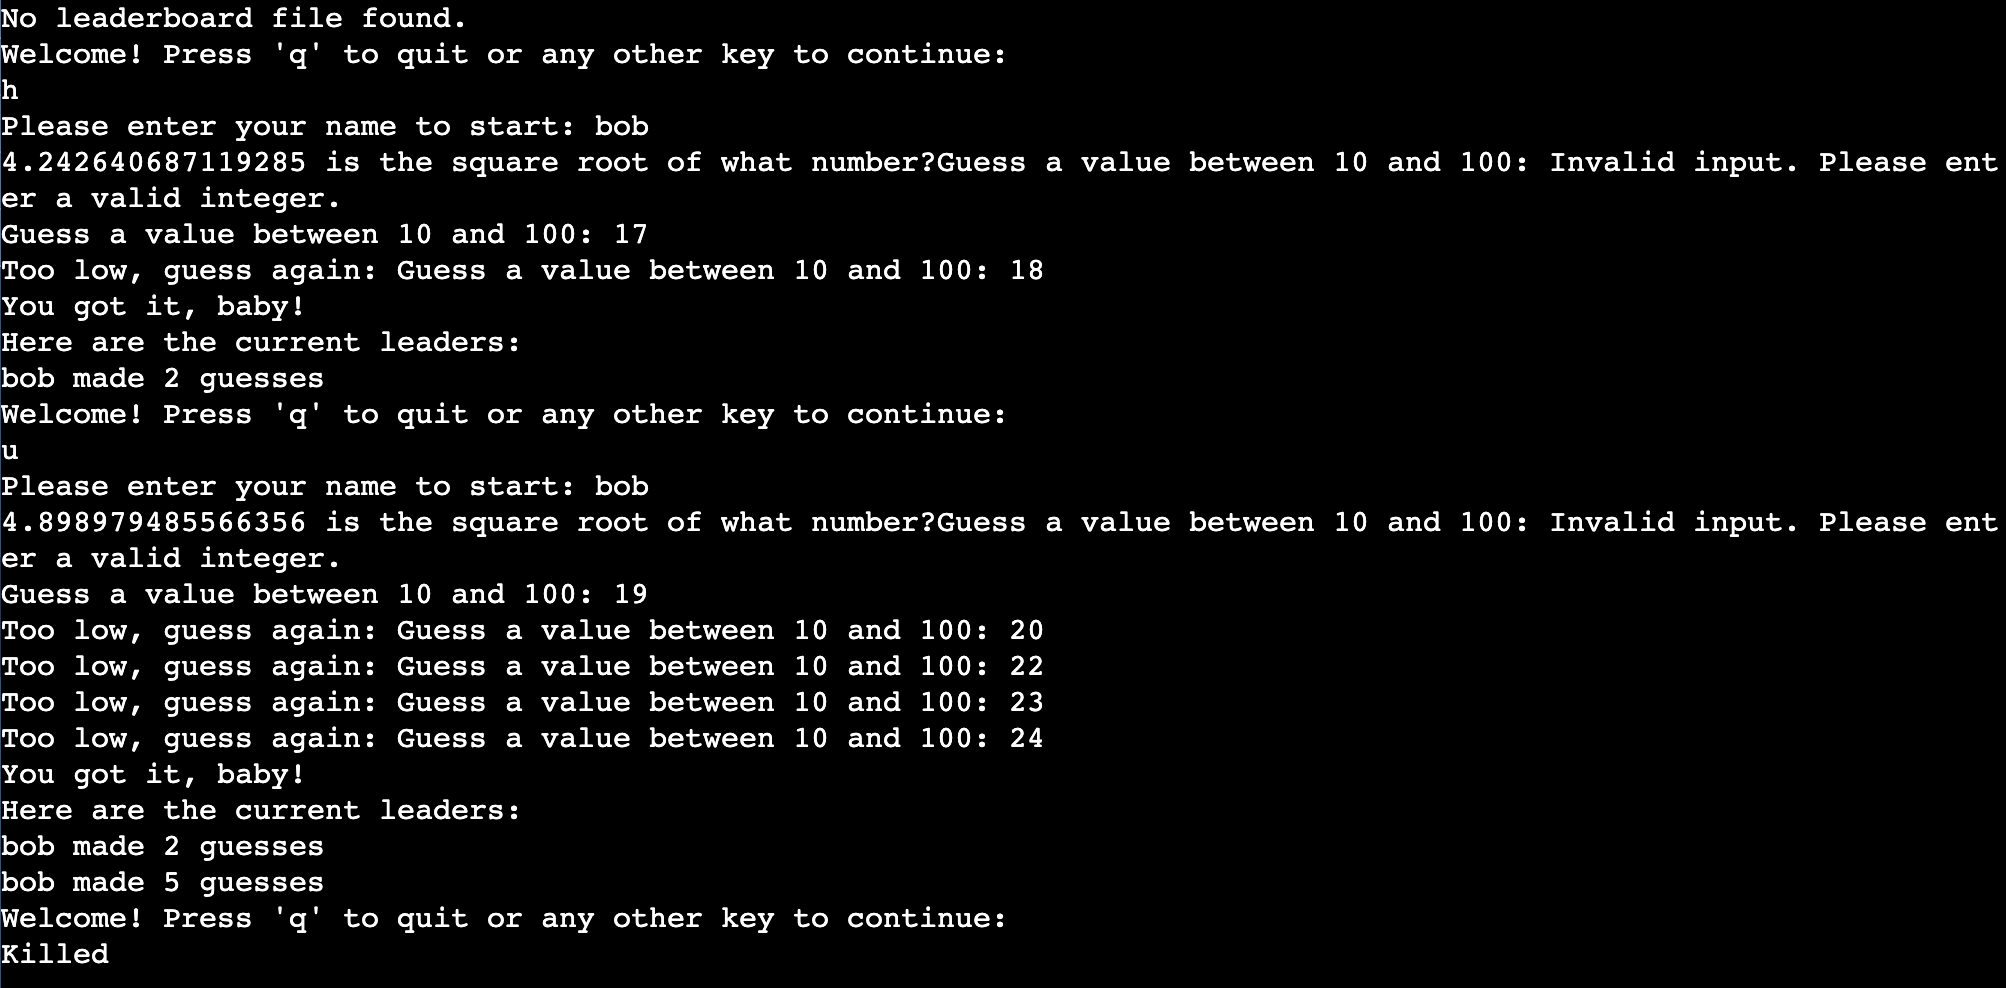 No leaderboard file found.
Welcome! Press 'q' to quit or any other key to continue:
h
Please enter your name to start: bob
4.242640687119285 is the square root of what number?Guess a value between 10 and 100: Invalid input. Please ent
er a valid integer.
Guess a value between 10 and 100: 17
Too low, guess again: Guess a value between 10 and 100: 18
You got it, baby!
Here are the current leaders:
bob made 2 guesses
Welcome! Press 'q' to quit or any other key to continue:
u
Please enter your name to start: bob
4.898979485566356 is the square root of what number?Guess a value between 10 and 100: Invalid input. Please ent
er a valid integer.
Guess a value between 10 and 100: 19
Too low, guess again: Guess a value between 10 and 100: 20
Too low, guess again: Guess a value between 10 and 100: 22
Too low, guess again: Guess a value between 10 and 100: 23
Too low, guess again: Guess a value between 10 and 100: 24
You got it, baby!
Here are the current leaders:
bob made 2 guesses
bob made 5 guesses
Welcome! Press 'q' to quit or any other key to continue:
Killed